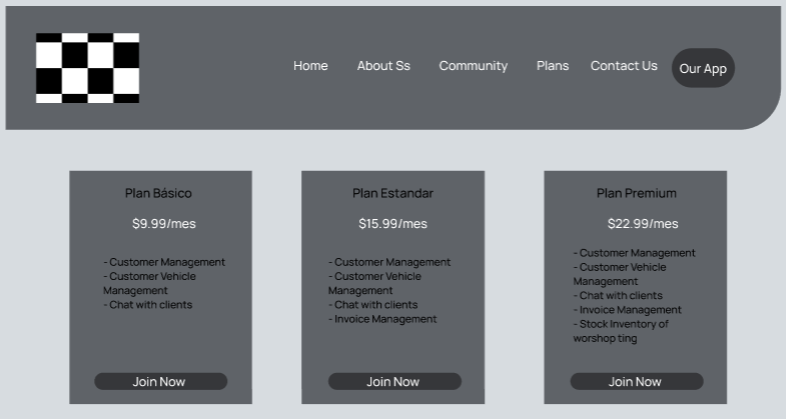 Home About Ss Community Plans Contact Us Our App
Plan Básico
$9.99/mes
- Customer Management
- Customer Vehicle
Management
- Chat with clients
Join Now
Plan Estandar
$15.99/mes
- Customer Management
- Customer Vehicle
Management
- Chat with clients
- Invoice Management
Join Now
Plan Premium
$22.99/mes
- Customer Management
- Customer Vehicle
Management
- Chat with clients
- Invoice Management
- Stock Inventory of
worshop ting
Join Now